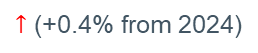 ↑ (+0.4% from 2024)